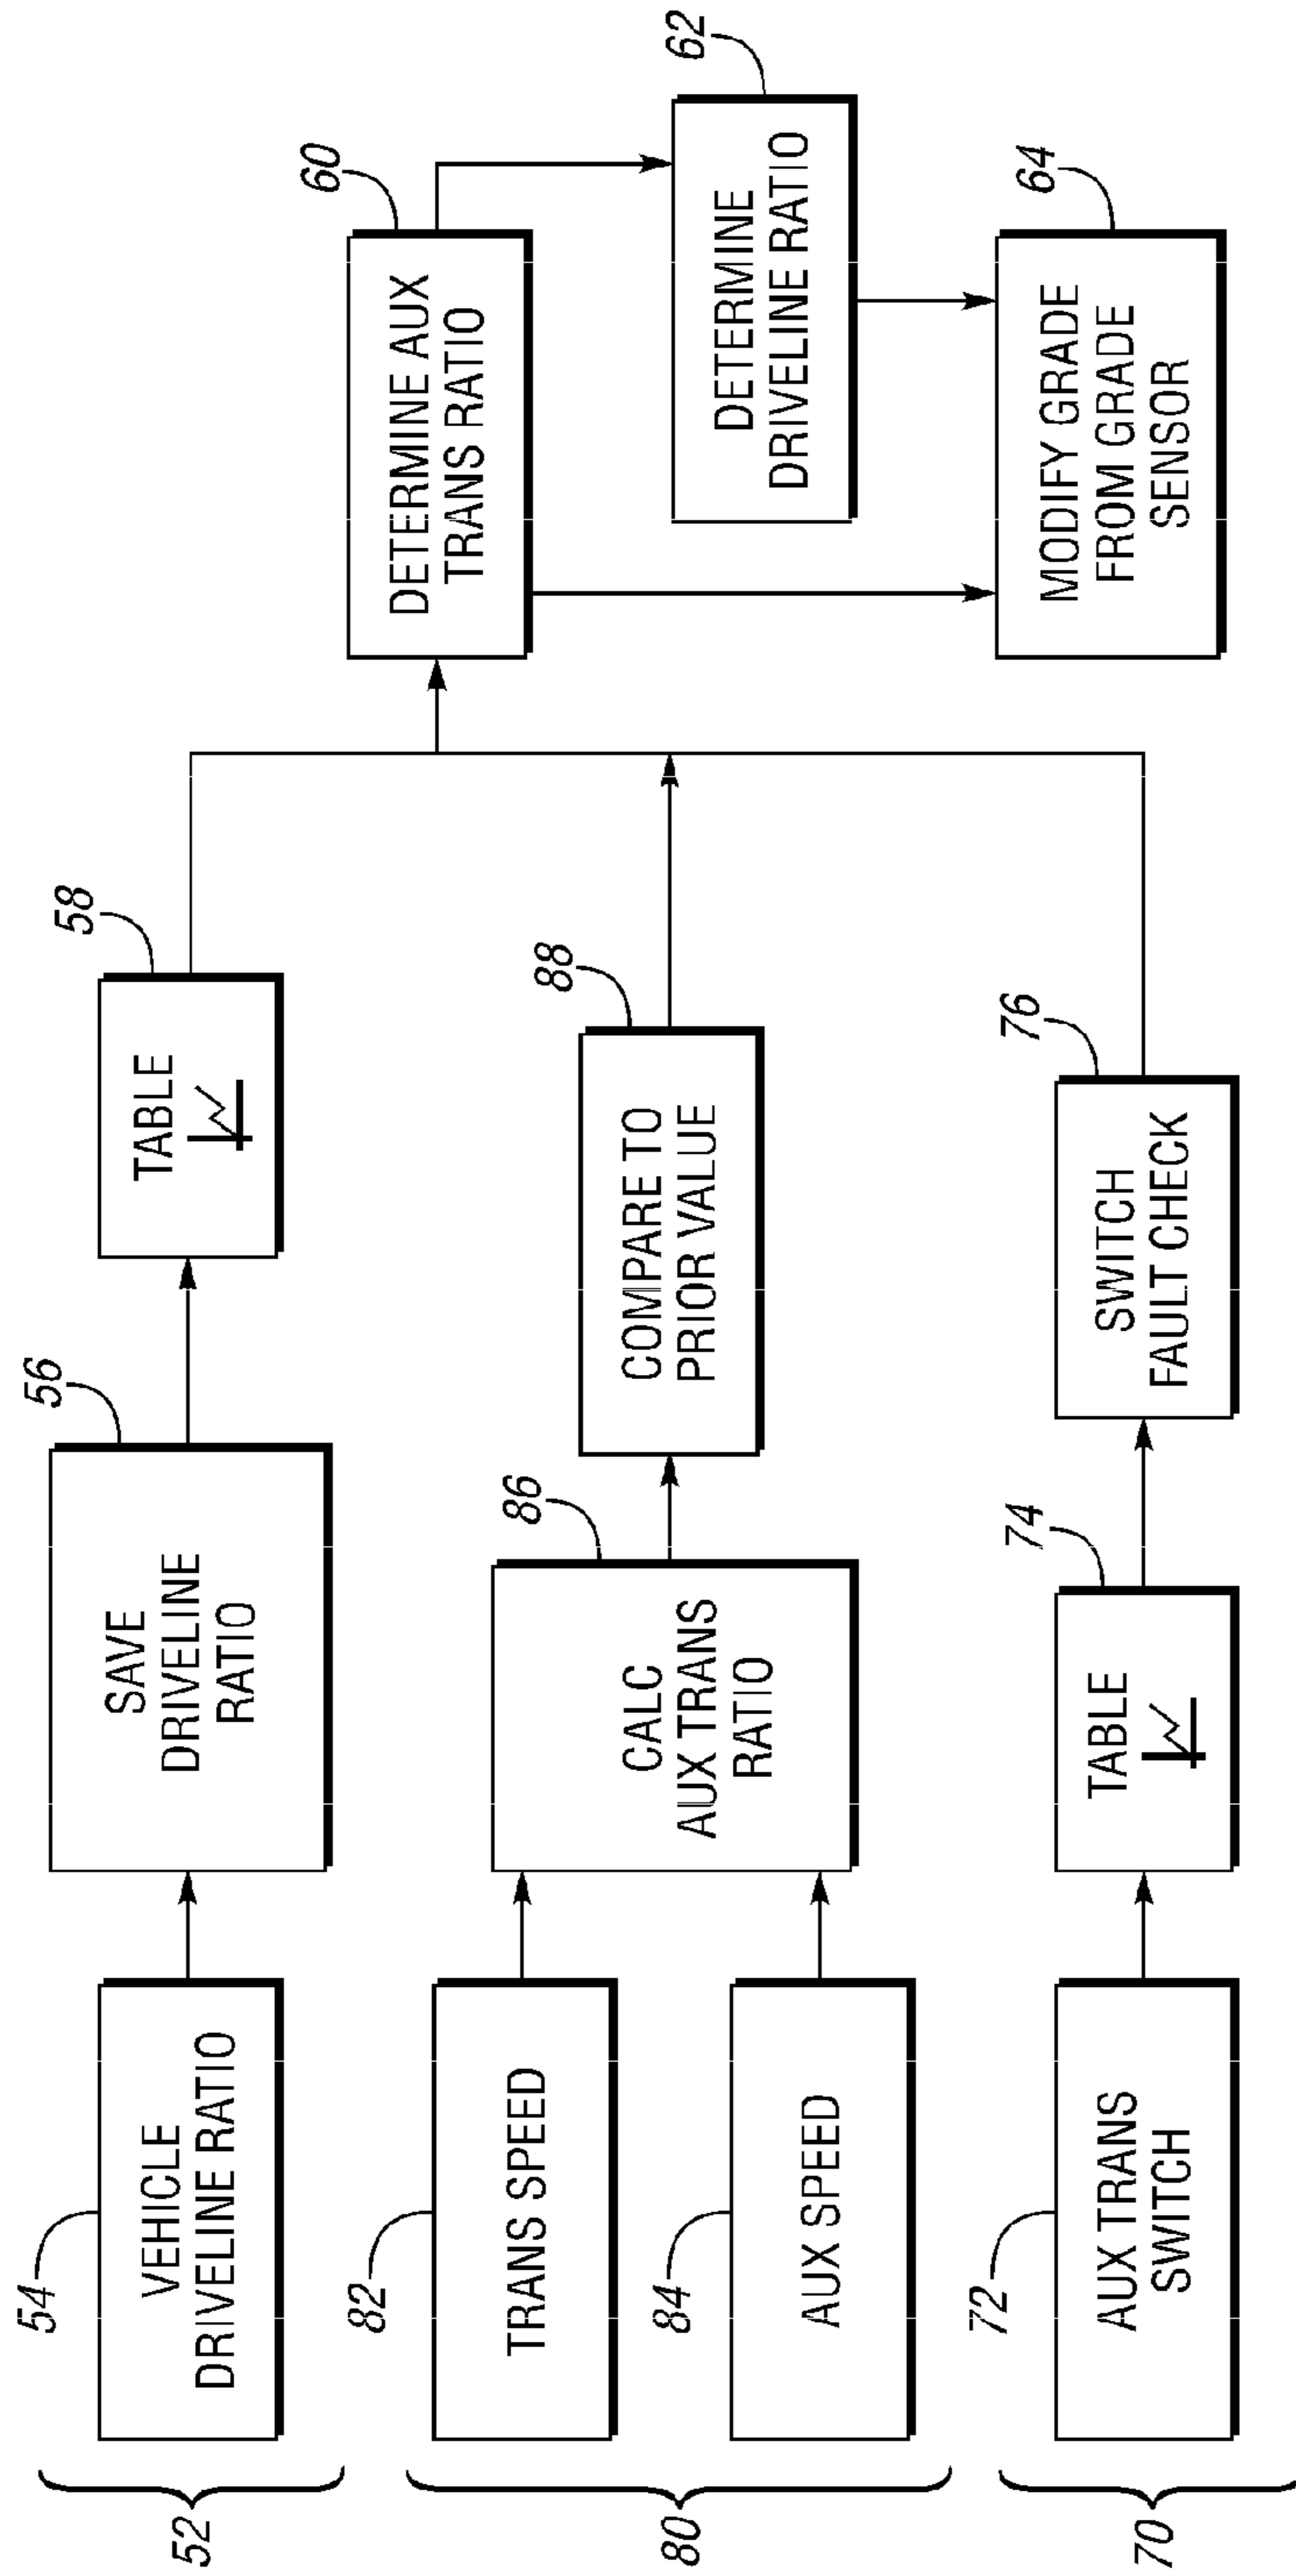 52
54
VEHICLE
DRIVELINE RATIO
56
SAVE
DRIVELINE
RATIO
58
TABLE
60
DETERMINE AUX
TRANS RATIO
62
DETERMINE
DRIVELINE RATIO
64
MODIFY GRADE
FROM GRADE
SENSOR
80
82
TRANS SPEED
84
AUX SPEED
86
CALC
AUX TRANS
RATIO
88
COMPARE TO
PRIOR VALUE
70
72
AUX TRANS
SWITCH
74
TABLE
76
SWITCH
FAULT CHECK